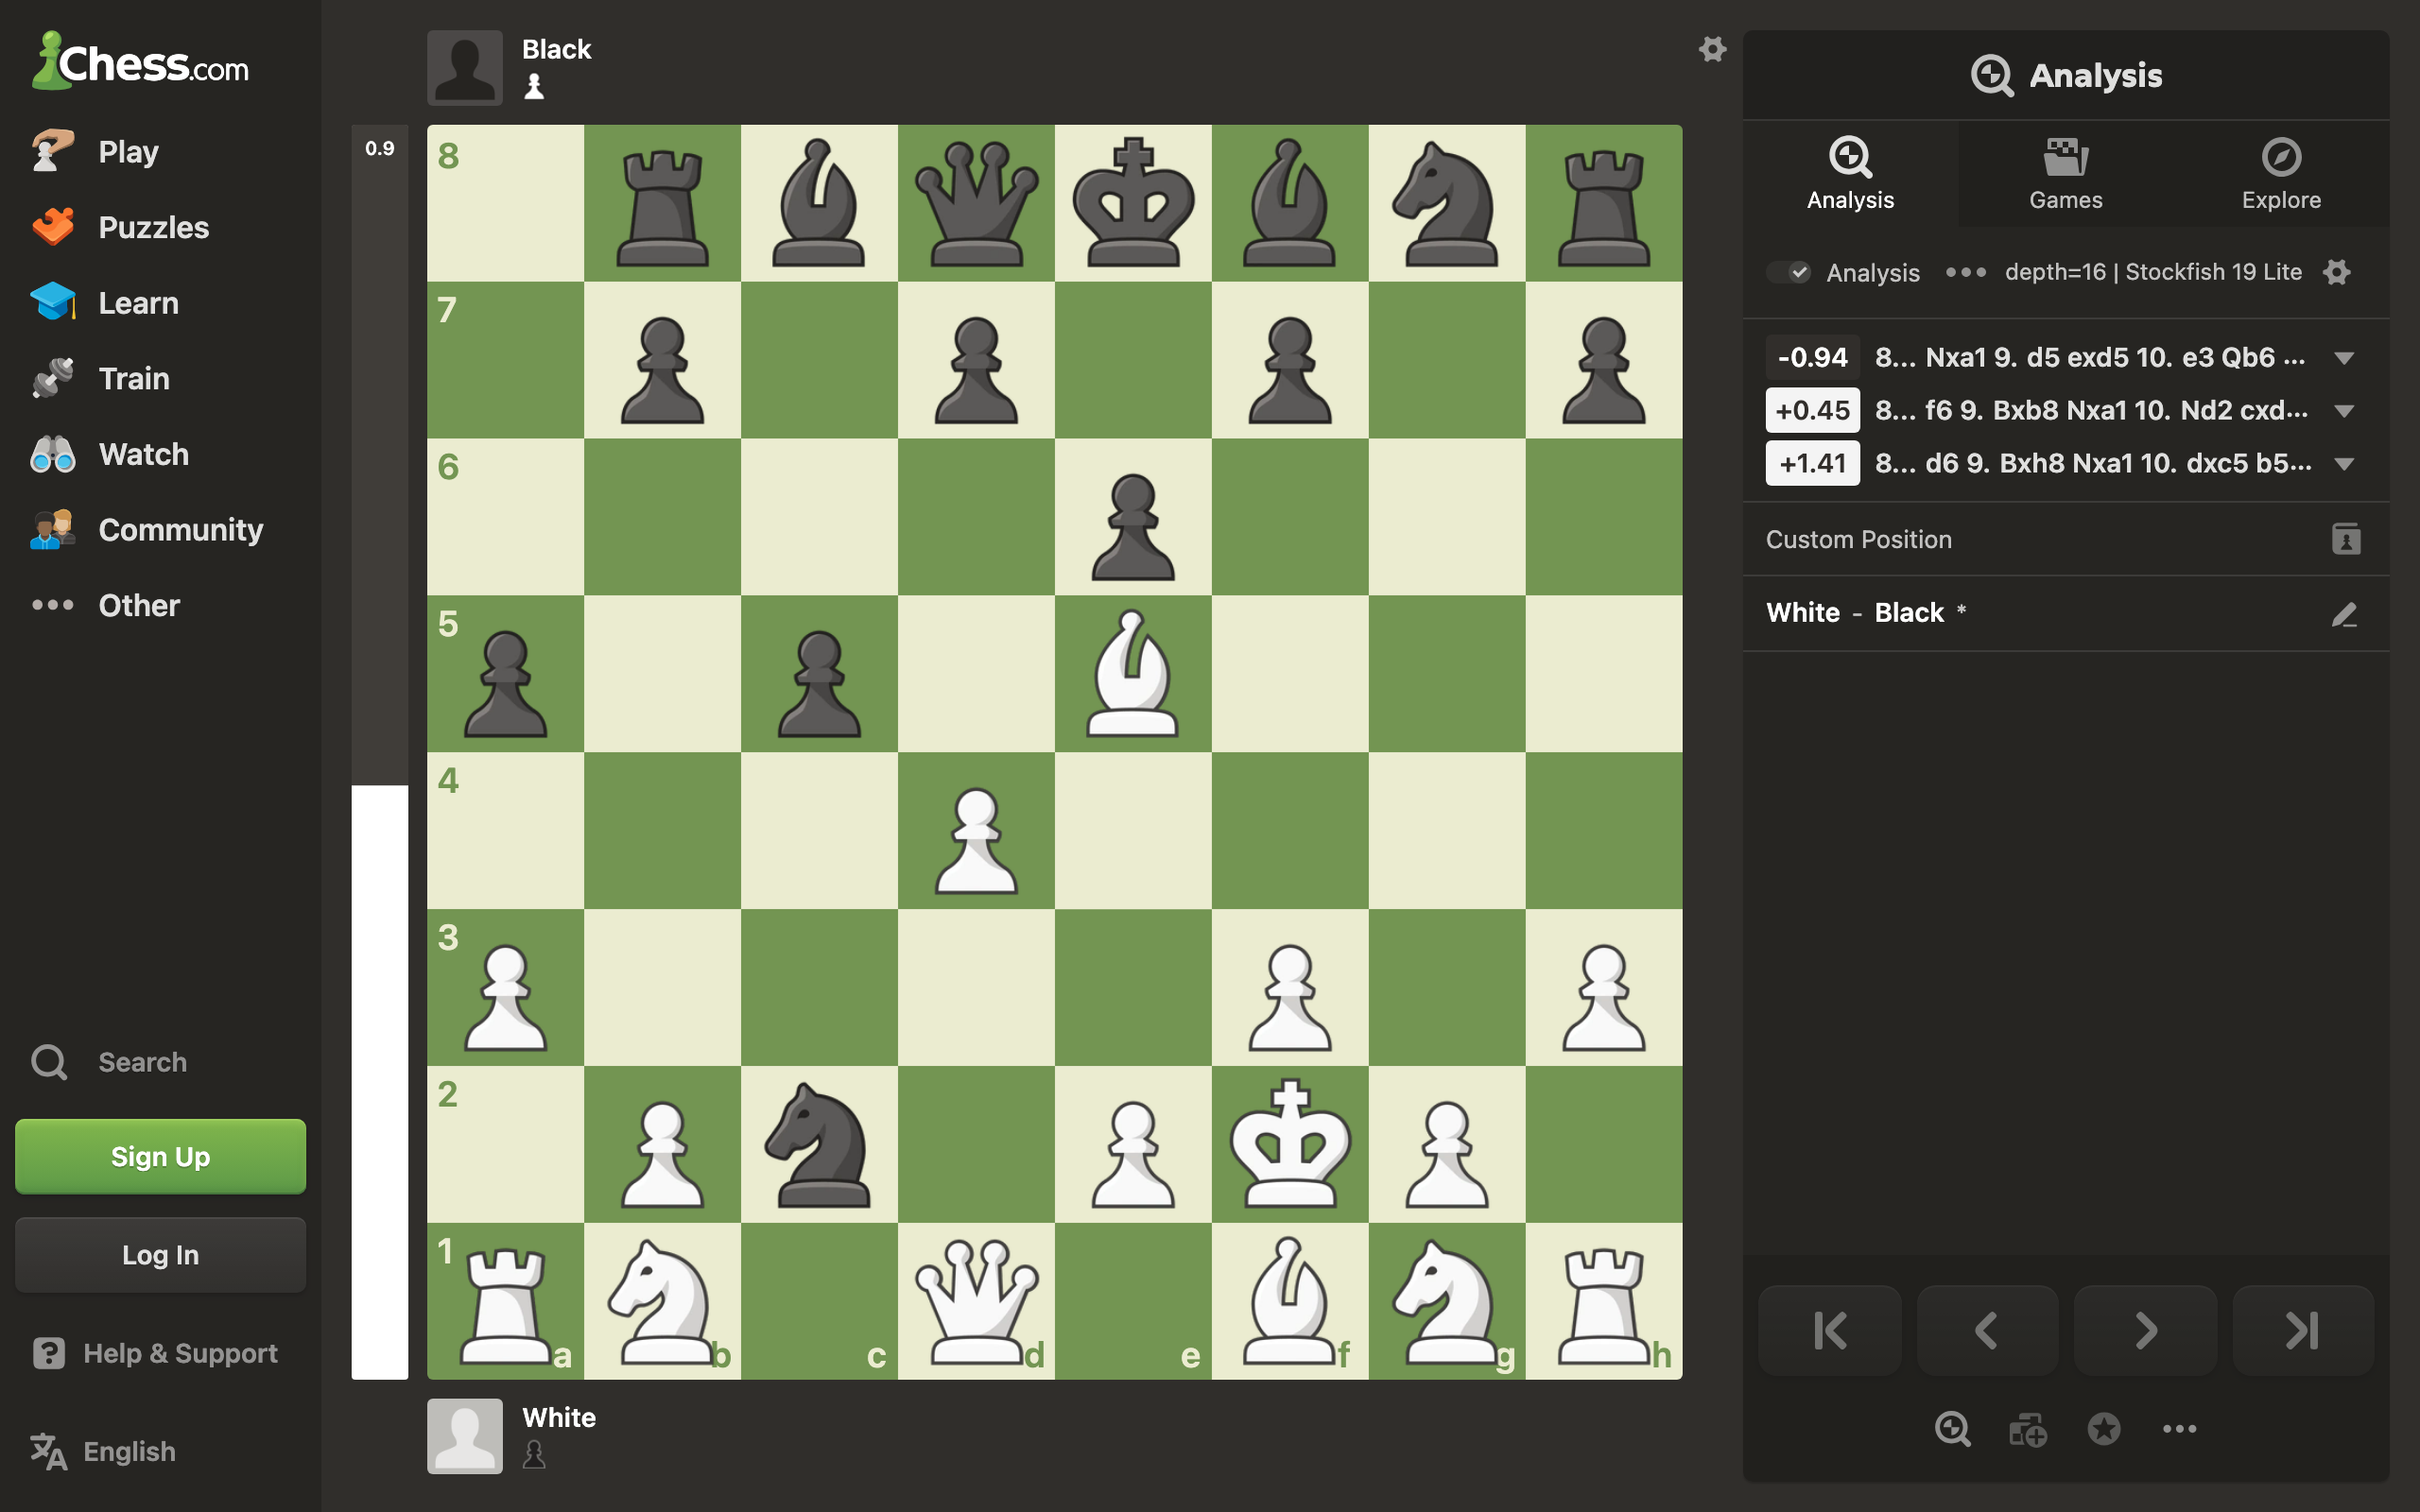 Chess.com
Play
Puzzles
Learn
Train
Watch
Community
Other
Search
Sign Up
Log In
Help & Support
English
Black
0.9
8
7
6
5
4
3
2
1
a b c d e f g h
White
Analysis
Analysis Games Explore
Analysis depth=16 | Stockfish 19 Lite
-0.94 8... Nxa1 9. d5 exd5 10. e3 Qb6 ...
+0.45 8... f6 9. Bxb8 Nxa1 10. Nd2 cxd...
+1.41 8... d6 9. Bxh8 Nxa1 10. dxc5 b5...
Custom Position
White - Black *